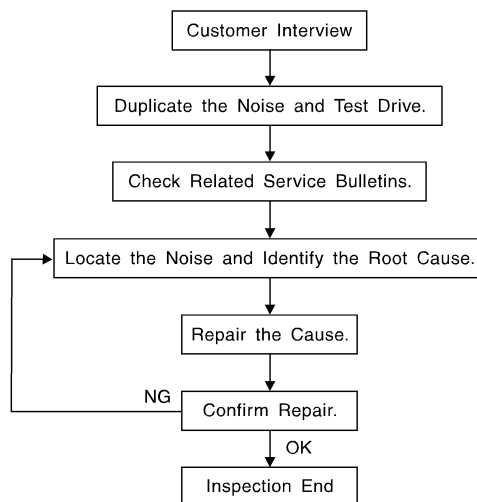 Customer Interview
Duplicate the Noise and Test Drive.
Check Related Service Bulletins.
Locate the Noise and Identify the Root Cause.
Repair the Cause.
NG
Confirm Repair.
OK
Inspection End